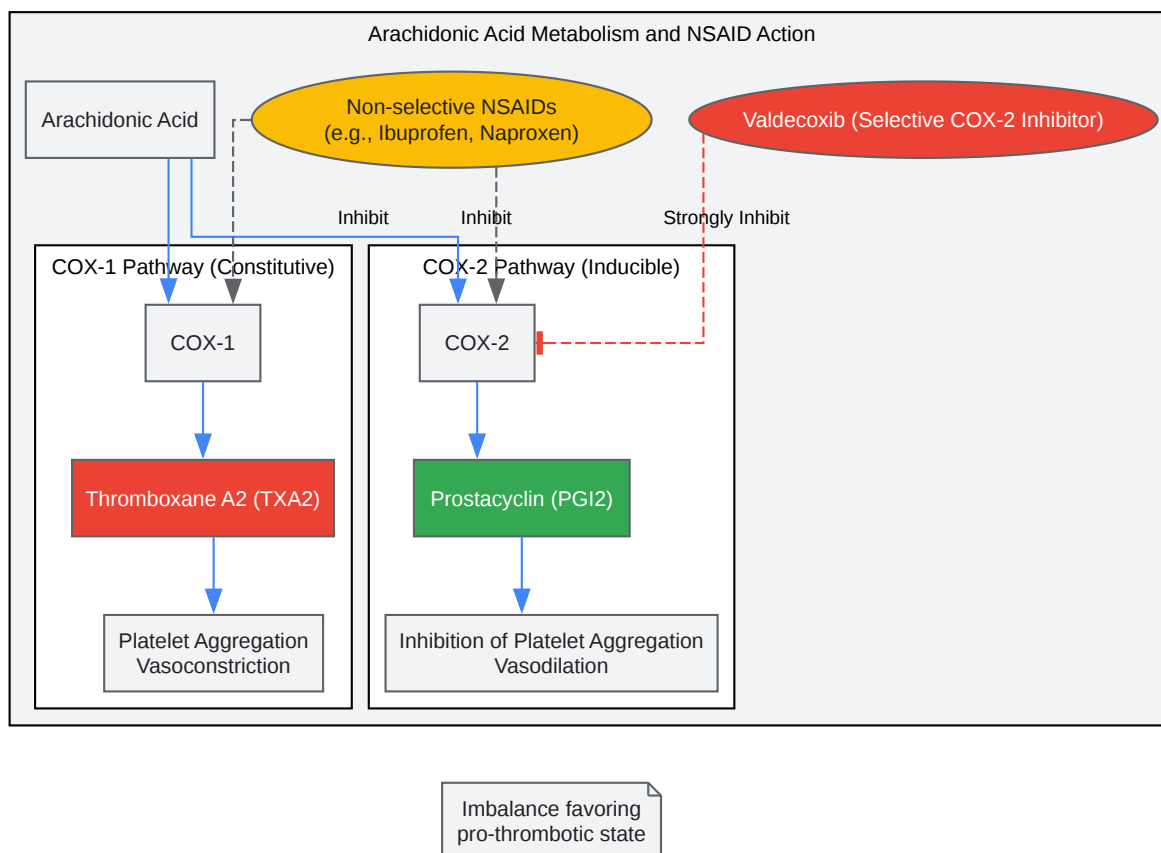 Arachidonic Acid Metabolism and NSAID Action
Arachidonic Acid
Non-selective NSAIDs
(e.g., Ibuprofen, Naproxen)
Valdecoxib (Selective COX-2 Inhibitor)
Inhibit
Inhibit
Strongly Inhibit
COX-1 Pathway (Constitutive)
COX-2 Pathway (Inducible)
COX-1
COX-2
Thromboxane A2 (TXA2)
Prostacyclin (PGI2)
Platelet Aggregation
Vasoconstriction
Inhibition of Platelet Aggregation
Vasodilation
Imbalance favoring
pro-thrombotic state